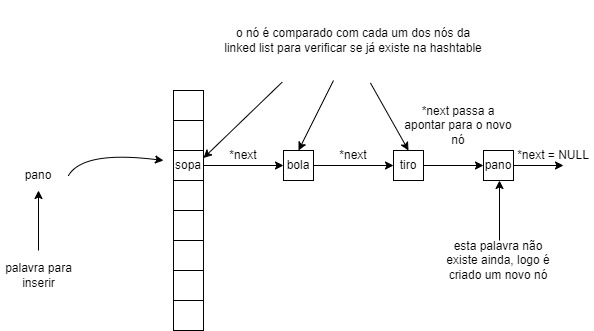 o nó é comparado com cada um dos nós da
linked list para verificar se já existe na hashtable
*next passa a
apontar para o novo
nó
sopa
*next
bola
*next
tiro
pano
*next = NULL
pano
palavra para
inserir
esta palavra não
existe ainda, logo é
criado um novo nó